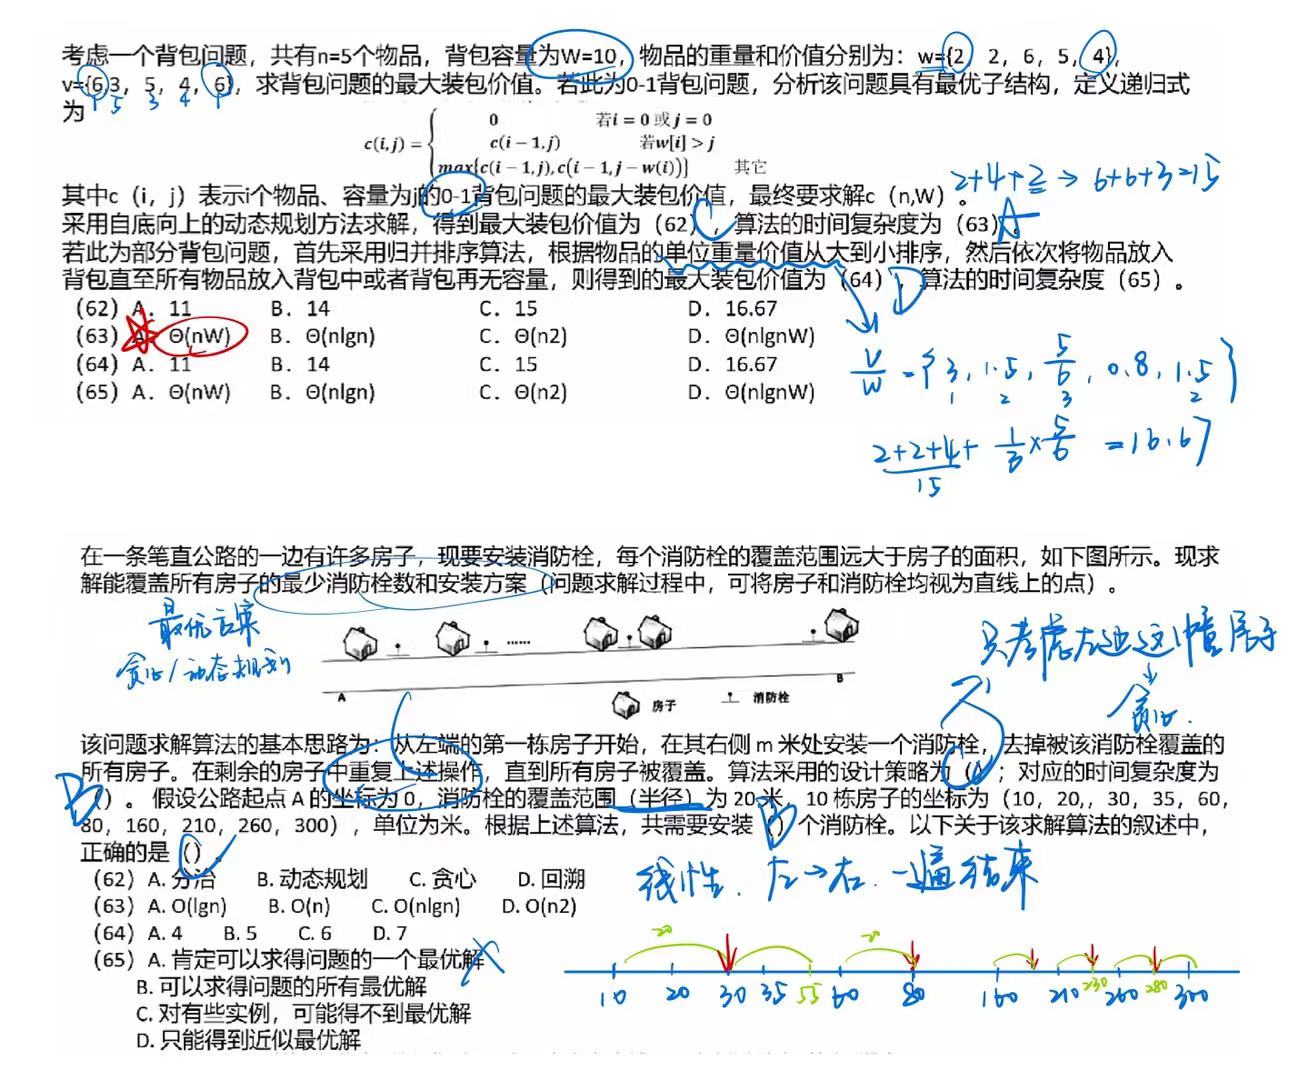 考虑一个背包问题，共有n=5个物品，背包容量为W=10，物品的重量和价值分别为：w={2，2，6，5，4}，
v={6,3，5，4，6}，求背包问题的最大装包价值。若此为0-1背包问题，分析该问题具有最优子结构，定义递归式
1 5 3 4 1
为
0 若i = 0 或 j = 0
c(i,j) = { c(i − 1,j) 若w[i] > j
max{c(i − 1,j),c(i − 1,j − w(i))} 其它
其中c（i，j）表示i个物品、容量为j的0-1背包问题的最大装包价值，最终要求解c（n,W）。
2+4+2 → 6+6+3=15
采用自底向上的动态规划方法求解，得到最大装包价值为（62），算法的时间复杂度为（63）。
C A
若此为部分背包问题，首先采用归并排序算法，根据物品的单位重量价值从大到小排序，然后依次将物品放入
背包直至所有物品放入背包中或者背包再无容量，则得到的最大装包价值为（64），算法的时间复杂度（65）。
D
（62）A．11 B．14 C．15 D．16.67
（63）A．Θ(nW) B．Θ(nlgn) C．Θ(n2) D．Θ(nlgnW)
（64）A．11 B．14 C．15 D．16.67
（65）A．Θ(nW) B．Θ(nlgn) C．Θ(n2) D．Θ(nlgnW)
V/W = {3, 1.5, 5/6, 0.8, 1.5}
1 2 3 2
2+2+4+ 1/3×5/6 =16.67
15
在一条笔直公路的一边有许多房子，现要安装消防栓，每个消防栓的覆盖范围远大于房子的面积，如下图所示。现求
解能覆盖所有房子的最少消防栓数和安装方案（问题求解过程中，可将房子和消防栓均视为直线上的点）。
最优方案
贪心/动态规划
......
只考虑左边这幢房子
贪心.
A B
房子 消防栓
该问题求解算法的基本思路为：从左端的第一栋房子开始，在其右侧 m 米处安装一个消防栓，去掉被该消防栓覆盖的
所有房子。在剩余的房子中重复上述操作，直到所有房子被覆盖。算法采用的设计策略为（）；对应的时间复杂度为
C
（）。假设公路起点 A 的坐标为 0，消防栓的覆盖范围（半径）为 20 米，10 栋房子的坐标为（10，20,，30，35，60，
B
80，160，210，260，300），单位为米。根据上述算法，共需要安装（）个消防栓。以下关于该求解算法的叙述中，
B
正确的是（）。
C
（62）A. 分治 B. 动态规划 C. 贪心 D. 回溯
（63）A. O(lgn) B. O(n) C. O(nlgn) D. O(n2)
（64）A. 4 B. 5 C. 6 D. 7
（65）A. 肯定可以求得问题的一个最优解
B. 可以求得问题的所有最优解
C. 对有些实例，可能得不到最优解
D. 只能得到近似最优解
线性. 左→右. 一遍结束
20 20
10 20 30 35 55 60 80 160 210 230 260 280 300